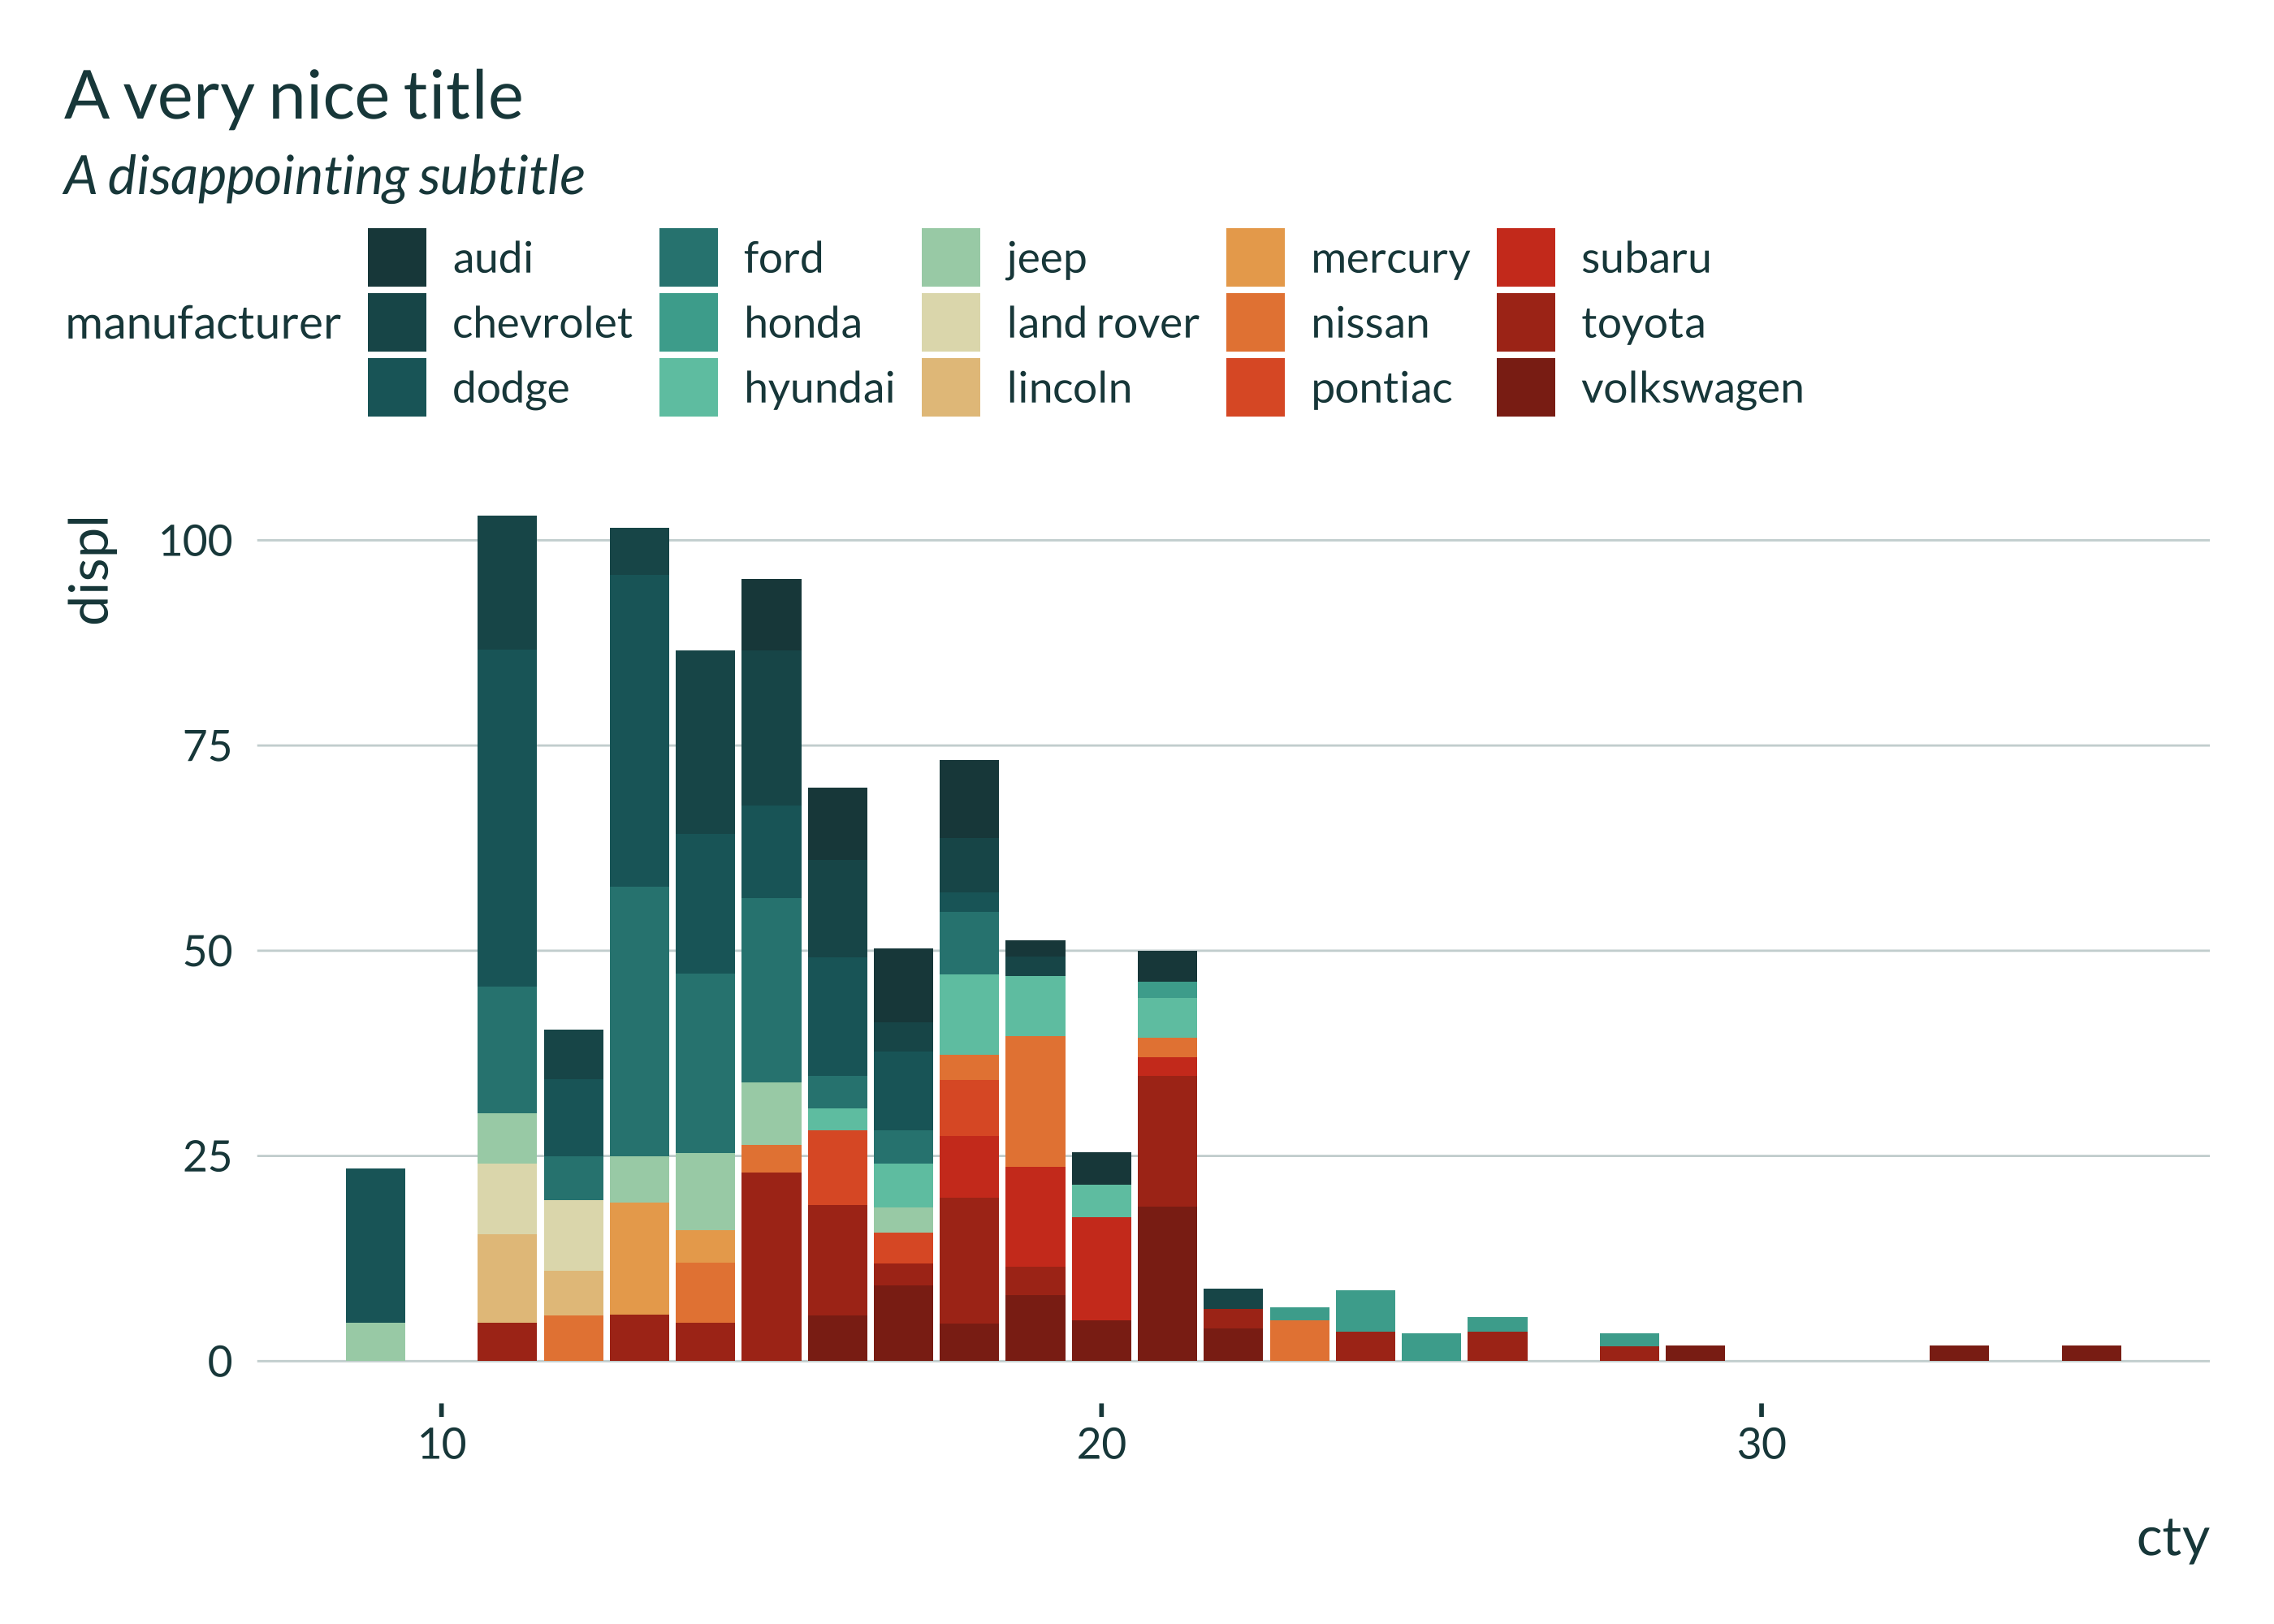 A very nice title
A disappointing subtitle
manufacturer
audi
chevrolet
dodge
ford
honda
hyundai
jeep
land rover
lincoln
mercury
nissan
pontiac
subaru
toyota
volkswagen
displ
100
75
50
25
0
10
20
30
cty